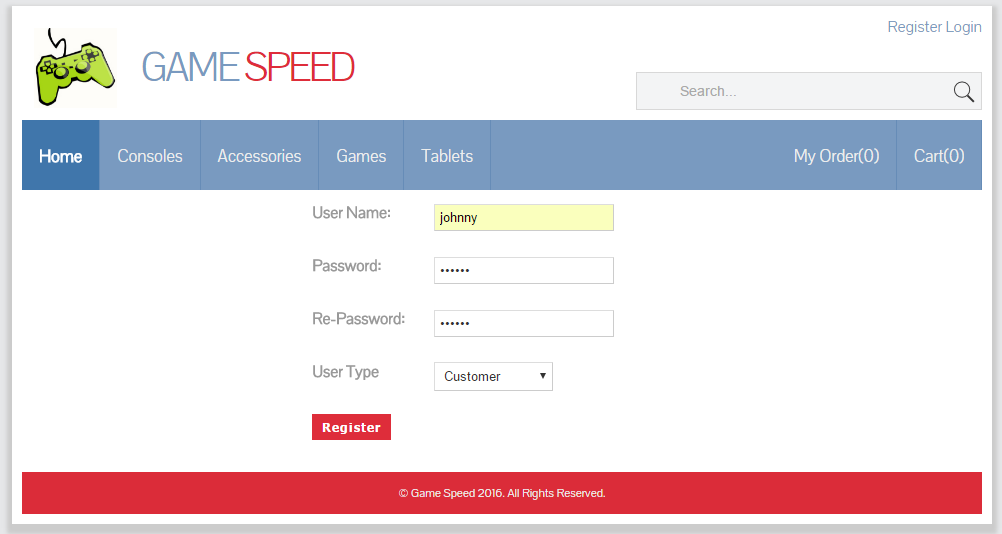 Register Login
GAME SPEED
Search...
Home Consoles Accessories Games Tablets My Order(0) Cart(0)
User Name: johnny
Password: ••••••
Re-Password: ••••••
User Type Customer
Register
© Game Speed 2016. All Rights Reserved.